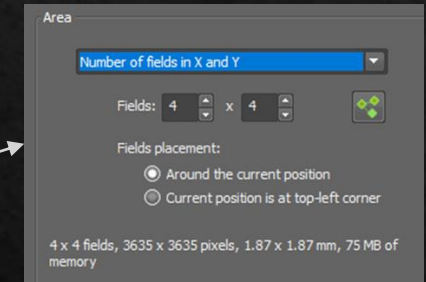 Area
Number of fields in X and Y
Fields: 4 x 4
Fields placement:
Around the current position
Current position is at top-left corner
4 x 4 fields, 3635 x 3635 pixels, 1.87 x 1.87 mm, 75 MB of
memory